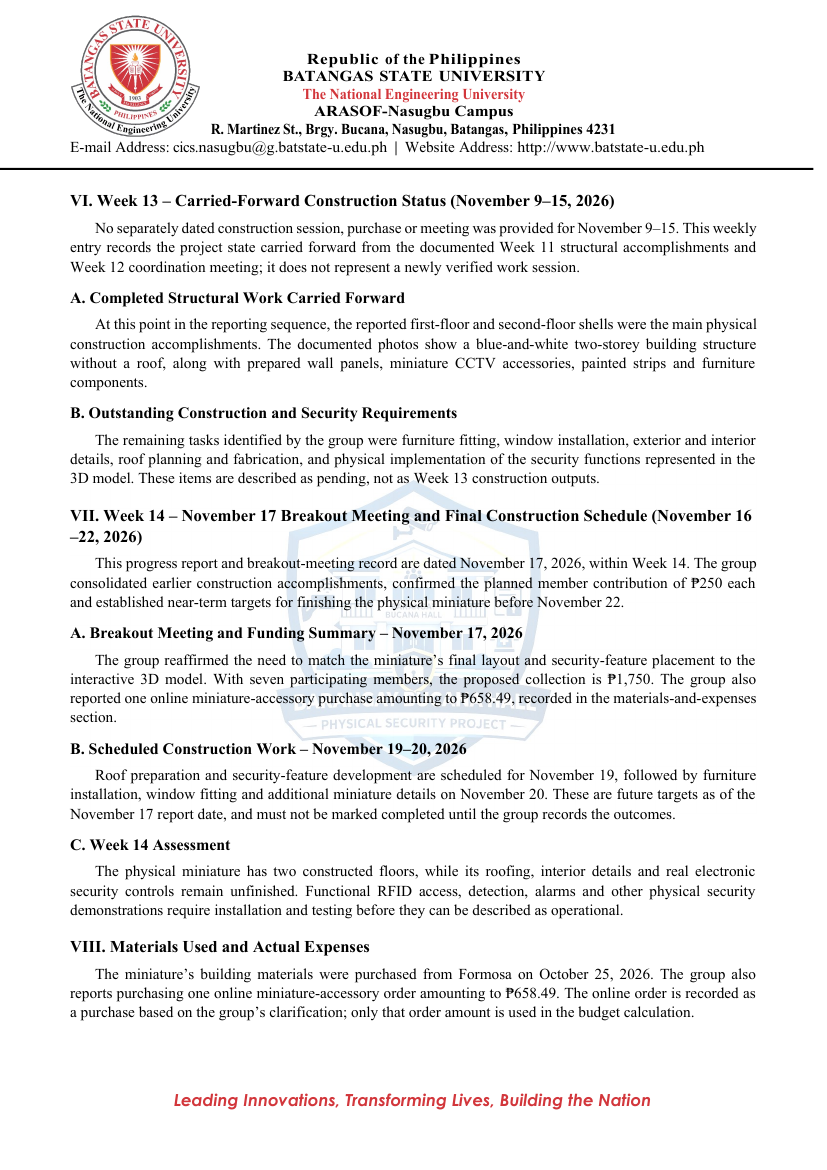 BATANGAS STATE UNIVERSITY
The National Engineering University
1903
PHILIPPINES
Republic of the Philippines
BATANGAS STATE UNIVERSITY
The National Engineering University
ARASOF-Nasugbu Campus
R. Martinez St., Brgy. Bucana, Nasugbu, Batangas, Philippines 4231
E-mail Address: cics.nasugbu@g.batstate-u.edu.ph | Website Address: http://www.batstate-u.edu.ph
VI. Week 13 – Carried-Forward Construction Status (November 9–15, 2026)
No separately dated construction session, purchase or meeting was provided for November 9–15. This weekly
entry records the project state carried forward from the documented Week 11 structural accomplishments and
Week 12 coordination meeting; it does not represent a newly verified work session.
A. Completed Structural Work Carried Forward
At this point in the reporting sequence, the reported first-floor and second-floor shells were the main physical
construction accomplishments. The documented photos show a blue-and-white two-storey building structure
without a roof, along with prepared wall panels, miniature CCTV accessories, painted strips and furniture
components.
B. Outstanding Construction and Security Requirements
The remaining tasks identified by the group were furniture fitting, window installation, exterior and interior
details, roof planning and fabrication, and physical implementation of the security functions represented in the
3D model. These items are described as pending, not as Week 13 construction outputs.
VII. Week 14 – November 17 Breakout Meeting and Final Construction Schedule (November 16
–22, 2026)
This progress report and breakout-meeting record are dated November 17, 2026, within Week 14. The group
consolidated earlier construction accomplishments, confirmed the planned member contribution of ₱250 each
and established near-term targets for finishing the physical miniature before November 22.
BUCANA HALL
A. Breakout Meeting and Funding Summary – November 17, 2026
The group reaffirmed the need to match the miniature’s final layout and security-feature placement to the
interactive 3D model. With seven participating members, the proposed collection is ₱1,750. The group also
reported one online miniature-accessory purchase amounting to ₱658.49, recorded in the materials-and-expenses
section.
PHYSICAL SECURITY PROJECT
B. Scheduled Construction Work – November 19–20, 2026
Roof preparation and security-feature development are scheduled for November 19, followed by furniture
installation, window fitting and additional miniature details on November 20. These are future targets as of the
November 17 report date, and must not be marked completed until the group records the outcomes.
C. Week 14 Assessment
The physical miniature has two constructed floors, while its roofing, interior details and real electronic
security controls remain unfinished. Functional RFID access, detection, alarms and other physical security
demonstrations require installation and testing before they can be described as operational.
VIII. Materials Used and Actual Expenses
The miniature’s building materials were purchased from Formosa on October 25, 2026. The group also
reports purchasing one online miniature-accessory order amounting to ₱658.49. The online order is recorded as
a purchase based on the group’s clarification; only that order amount is used in the budget calculation.
Leading Innovations, Transforming Lives, Building the Nation